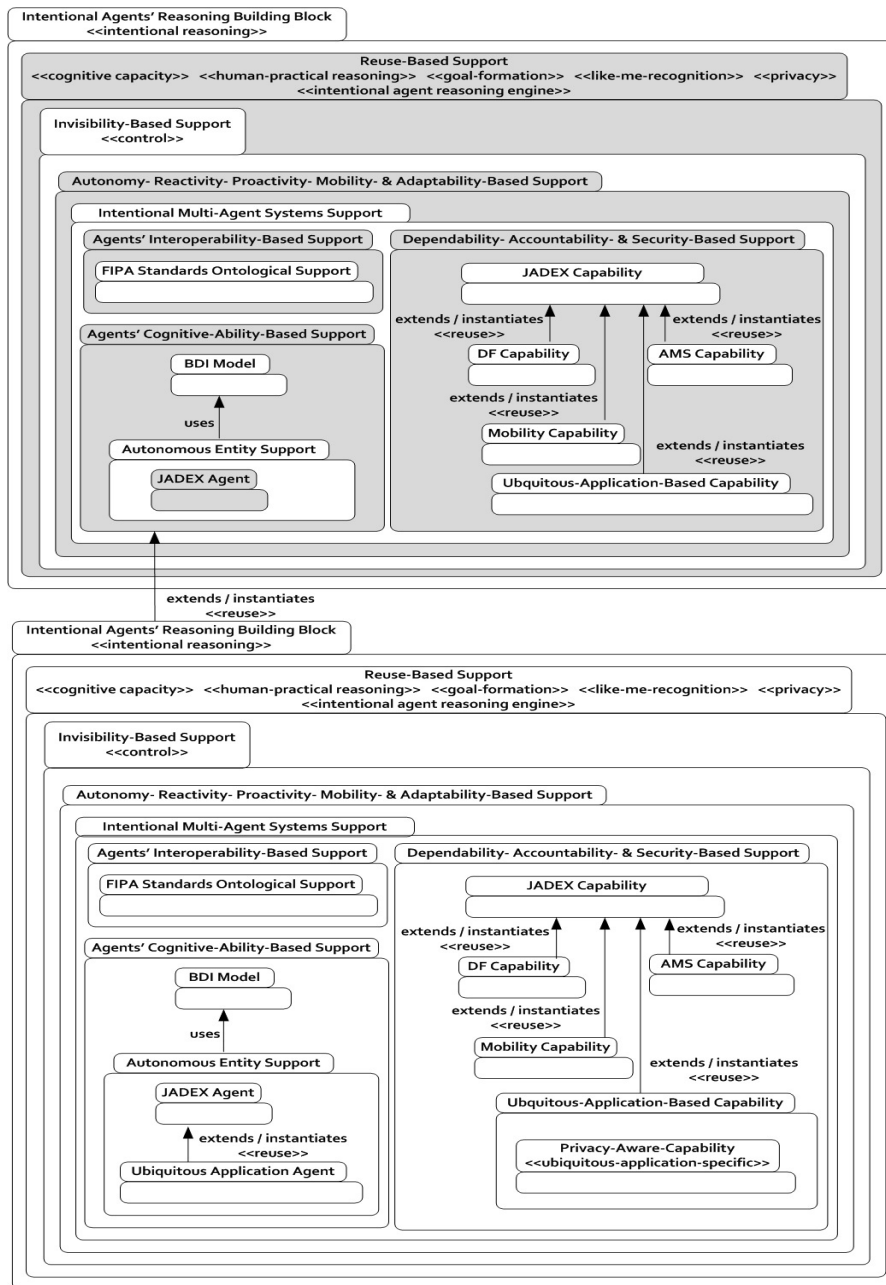 Intentional Agents' Reasoning Building Block
<<intentional reasoning>>
Reuse-Based Support
<<cognitive capacity>> <<human-practical reasoning>> <<goal-formation>> <<like-me-recognition>> <<privacy>>
<<intentional agent reasoning engine>>
Invisibility-Based Support
<<control>>
Autonomy- Reactivity- Proactivity- Mobility- & Adaptability-Based Support
Intentional Multi-Agent Systems Support
Agents' Interoperability-Based Support
FIPA Standards Ontological Support
Agents' Cognitive-Ability-Based Support
BDI Model
uses
Autonomous Entity Support
JADEX Agent
Dependability- Accountability- & Security-Based Support
JADEX Capability
extends / instantiates
<<reuse>>
extends / instantiates
<<reuse>>
DF Capability
AMS Capability
extends / instantiates
<<reuse>>
Mobility Capability
extends / instantiates
<<reuse>>
Ubquitous-Application-Based Capability
extends / instantiates
<<reuse>>
Intentional Agents' Reasoning Building Block
<<intentional reasoning>>
Reuse-Based Support
<<cognitive capacity>> <<human-practical reasoning>> <<goal-formation>> <<like-me-recognition>> <<privacy>>
<<intentional agent reasoning engine>>
Invisibility-Based Support
<<control>>
Autonomy- Reactivity- Proactivity- Mobility- & Adaptability-Based Support
Intentional Multi-Agent Systems Support
Agents' Interoperability-Based Support
FIPA Standards Ontological Support
Agents' Cognitive-Ability-Based Support
BDI Model
uses
Autonomous Entity Support
JADEX Agent
extends / instantiates
<<reuse>>
Ubiquitous Application Agent
Dependability- Accountability- & Security-Based Support
JADEX Capability
extends / instantiates
<<reuse>>
extends / instantiates
<<reuse>>
DF Capability
AMS Capability
extends / instantiates
<<reuse>>
Mobility Capability
extends / instantiates
<<reuse>>
Ubquitous-Application-Based Capability
Privacy-Aware-Capability
<<ubiquitous-application-specific>>